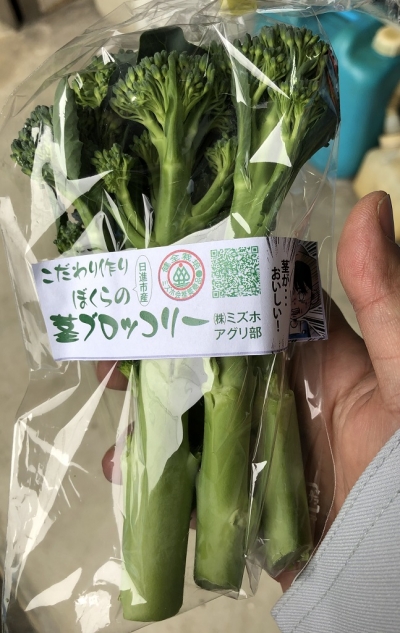 こだわり作り
ぼくらの
日進市産
茎ブロッコリー
㈱ミズホ
アグリ部
茎が…
おいしい!